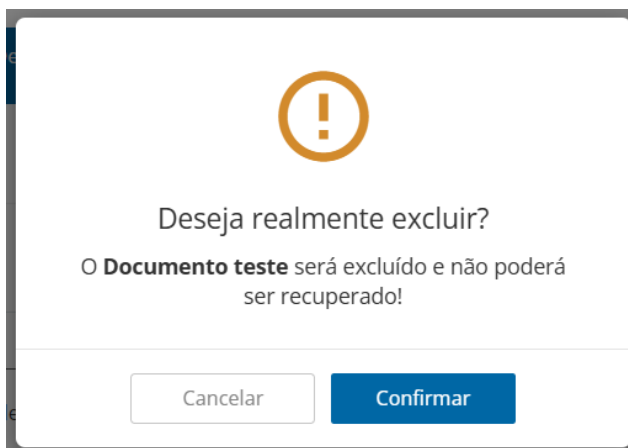 Deseja realmente excluir?
O Documento teste será excluído e não poderá
ser recuperado!
Cancelar
Confirmar